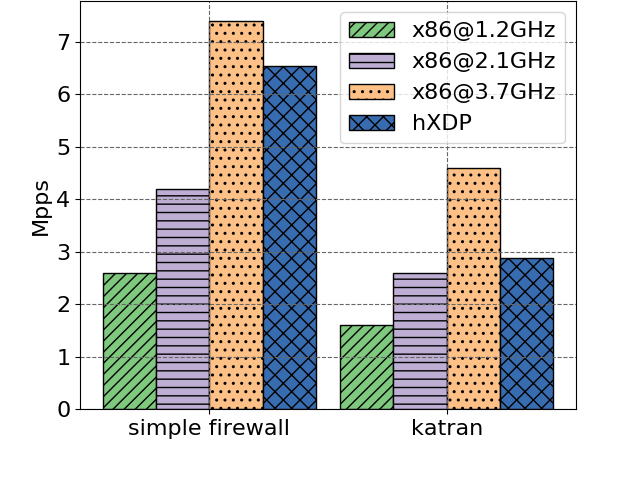 7
6
5
4
3
2
1
0
Mpps
x86@1.2GHz
x86@2.1GHz
x86@3.7GHz
hXDP
simple firewall
katran